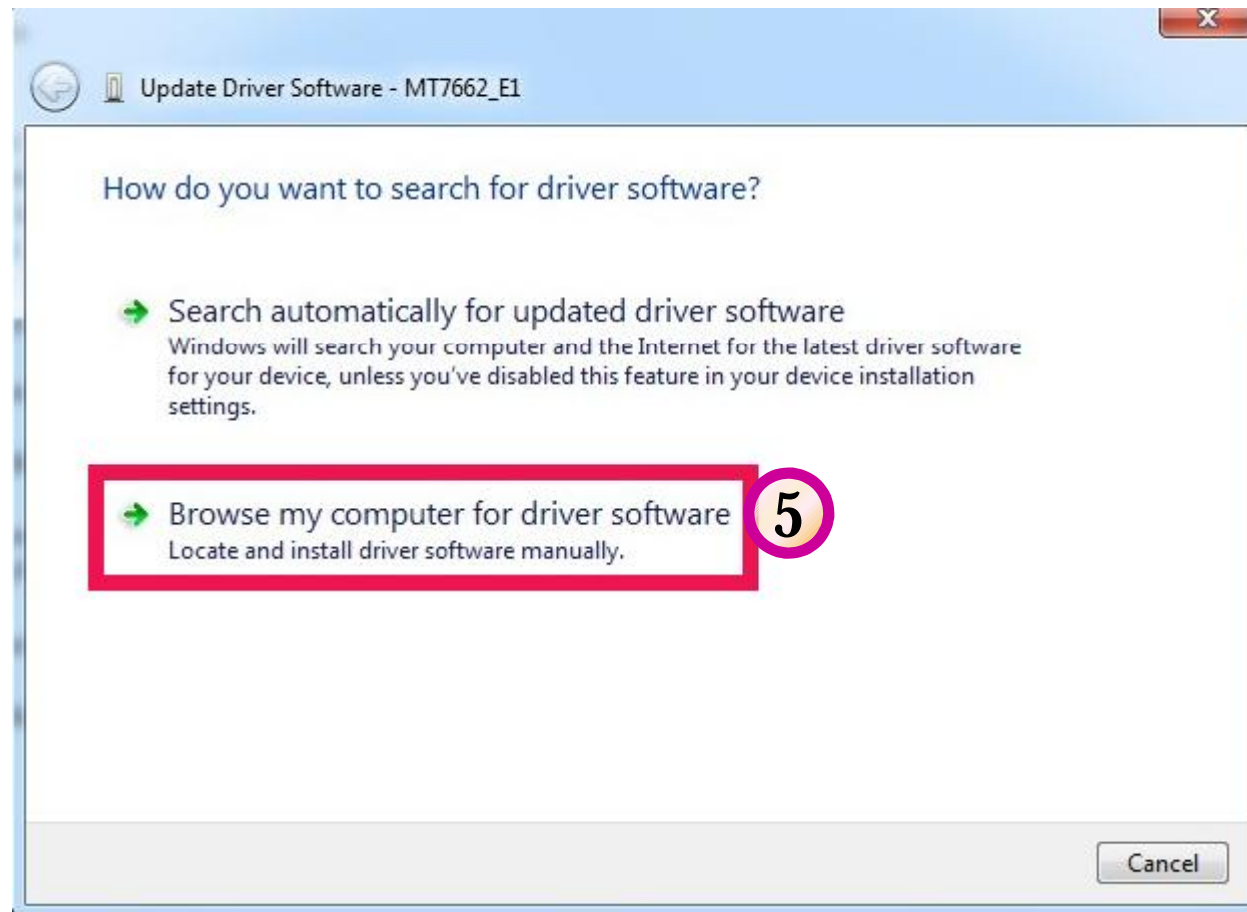 X
Update Driver Software - MT7662_E1
How do you want to search for driver software?
Search automatically for updated driver software
Windows will search your computer and the Internet for the latest driver software
for your device, unless you've disabled this feature in your device installation
settings.
Browse my computer for driver software
5
Locate and install driver software manually.
Cancel